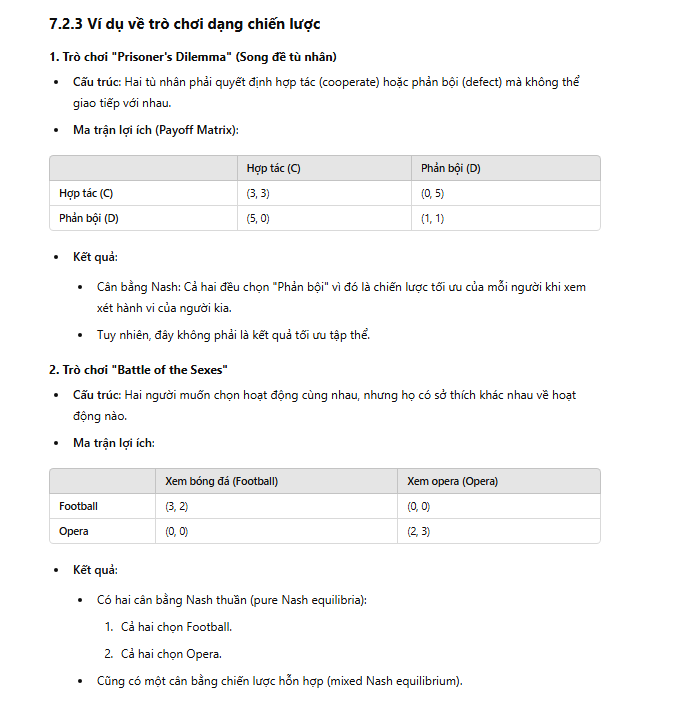 7.2.3 Ví dụ về trò chơi dạng chiến lược
1. Trò chơi "Prisoner's Dilemma" (Song đề tù nhân)
• Cấu trúc: Hai tù nhân phải quyết định hợp tác (cooperate) hoặc phản bội (defect) mà không thể
giao tiếp với nhau.
• Ma trận lợi ích (Payoff Matrix):
Hợp tác (C) Phản bội (D)
Hợp tác (C) (3, 3) (0, 5)
Phản bội (D) (5, 0) (1, 1)
• Kết quả:
• Cân bằng Nash: Cả hai đều chọn "Phản bội" vì đó là chiến lược tối ưu của mỗi người khi xem
xét hành vi của người kia.
• Tuy nhiên, đây không phải là kết quả tối ưu tập thể.
2. Trò chơi "Battle of the Sexes"
• Cấu trúc: Hai người muốn chọn hoạt động cùng nhau, nhưng họ có sở thích khác nhau về hoạt
động nào.
• Ma trận lợi ích:
Xem bóng đá (Football) Xem opera (Opera)
Football (3, 2) (0, 0)
Opera (0, 0) (2, 3)
• Kết quả:
• Có hai cân bằng Nash thuần (pure Nash equilibria):
1. Cả hai chọn Football.
2. Cả hai chọn Opera.
• Cũng có một cân bằng chiến lược hỗn hợp (mixed Nash equilibrium).